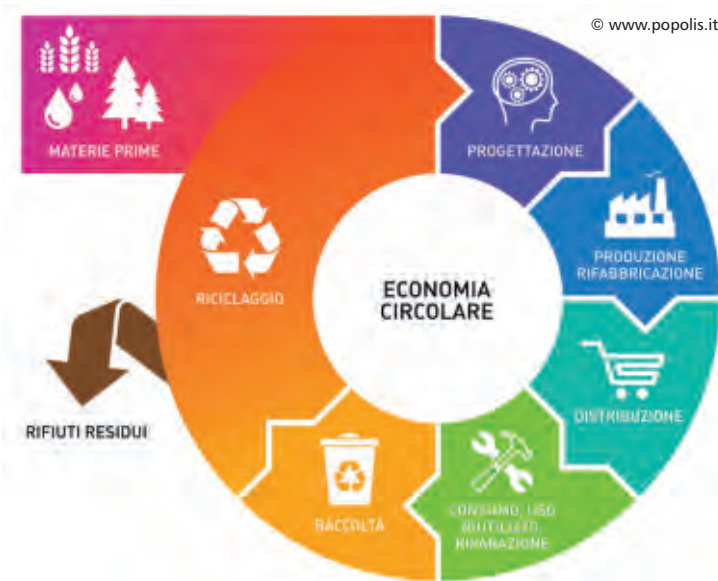 © www.popolis.it
MATERIE PRIME
PROGETTAZIONE
PRODUZIONE
RIFABBRICAZIONE
RICICLAGGIO
ECONOMIA
CIRCOLARE
DISTRIBUZIONE
RIFIUTI RESIDUI
RACCOLTA
CONSUMO, USO
RIUTILIZZO,
RIPARAZIONE